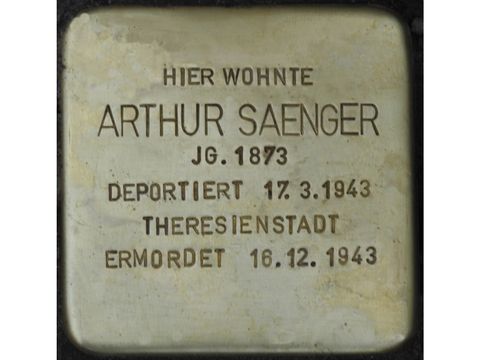 HIER WOHNTE
ARTHUR SAENGER
JG. 1873
DEPORTIERT 17.3.1943
THERESIENSTADT
ERMORDET 16.12.1943